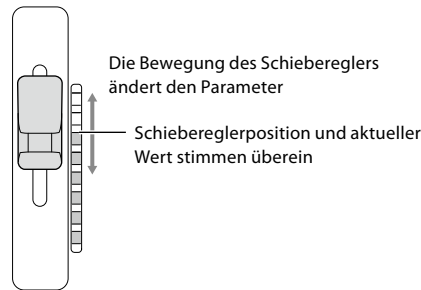 Die Bewegung des Schiebereglers
ändert den Parameter
Schiebereglerposition und aktueller
Wert stimmen überein